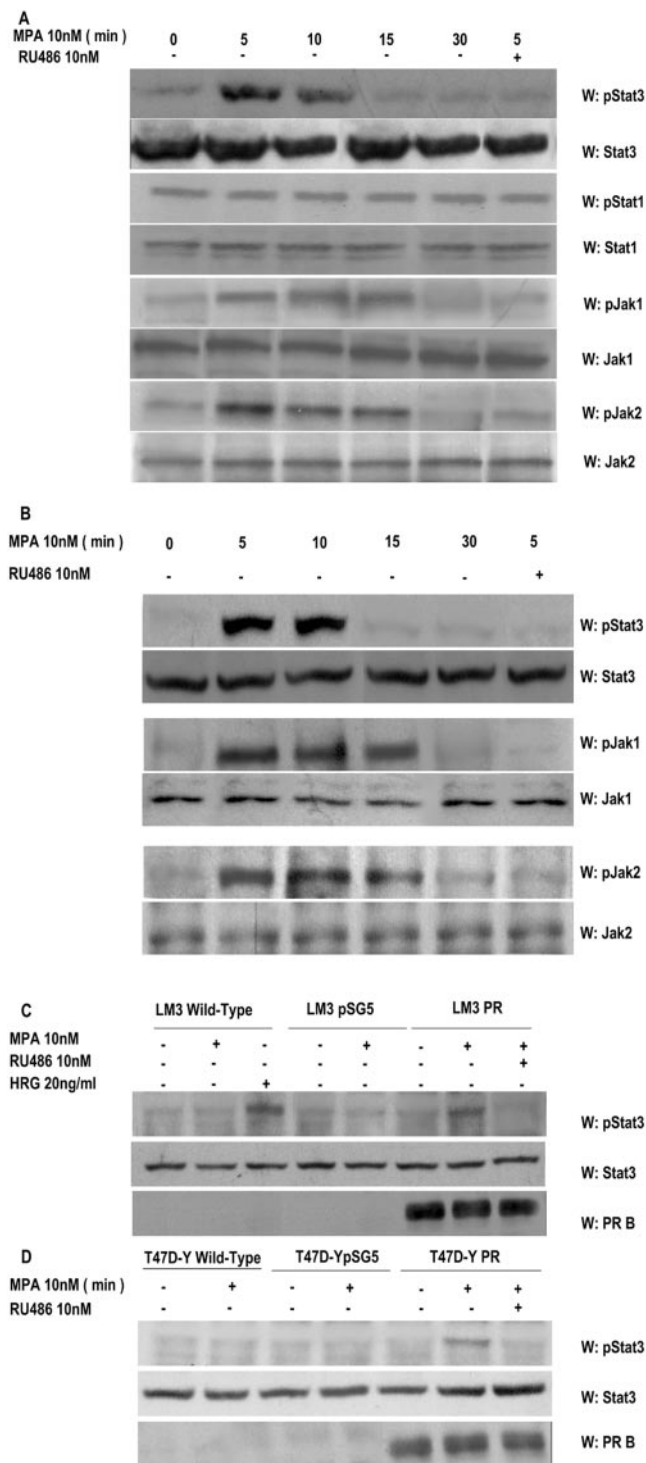 A
MPA 10nM ( min ) 0 5 10 15 30 5
RU486 10nM - - - - - +
W: pStat3
W: Stat3
W: pStat1
W: Stat1
W: pJak1
W: Jak1
W: pJak2
W: Jak2
B
MPA 10nM ( min ) 0 5 10 15 30 5
RU486 10nM - - - - - +
W: pStat3
W: Stat3
W: pJak1
W: Jak1
W: pJak2
W: Jak2
C LM3 Wild-Type LM3 pSG5 LM3 PR
MPA 10nM - + - - + - + +
RU486 10nM - - - - - - - +
HRG 20ng/ml - - + - - - - -
W: pStat3
W: Stat3
W: PR B
D T47D-Y Wild-Type T47D-YpSG5 T47D-Y PR
MPA 10nM ( min ) - + - + - + +
RU486 10nM - - - - - - +
W: pStat3
W: Stat3
W: PR B